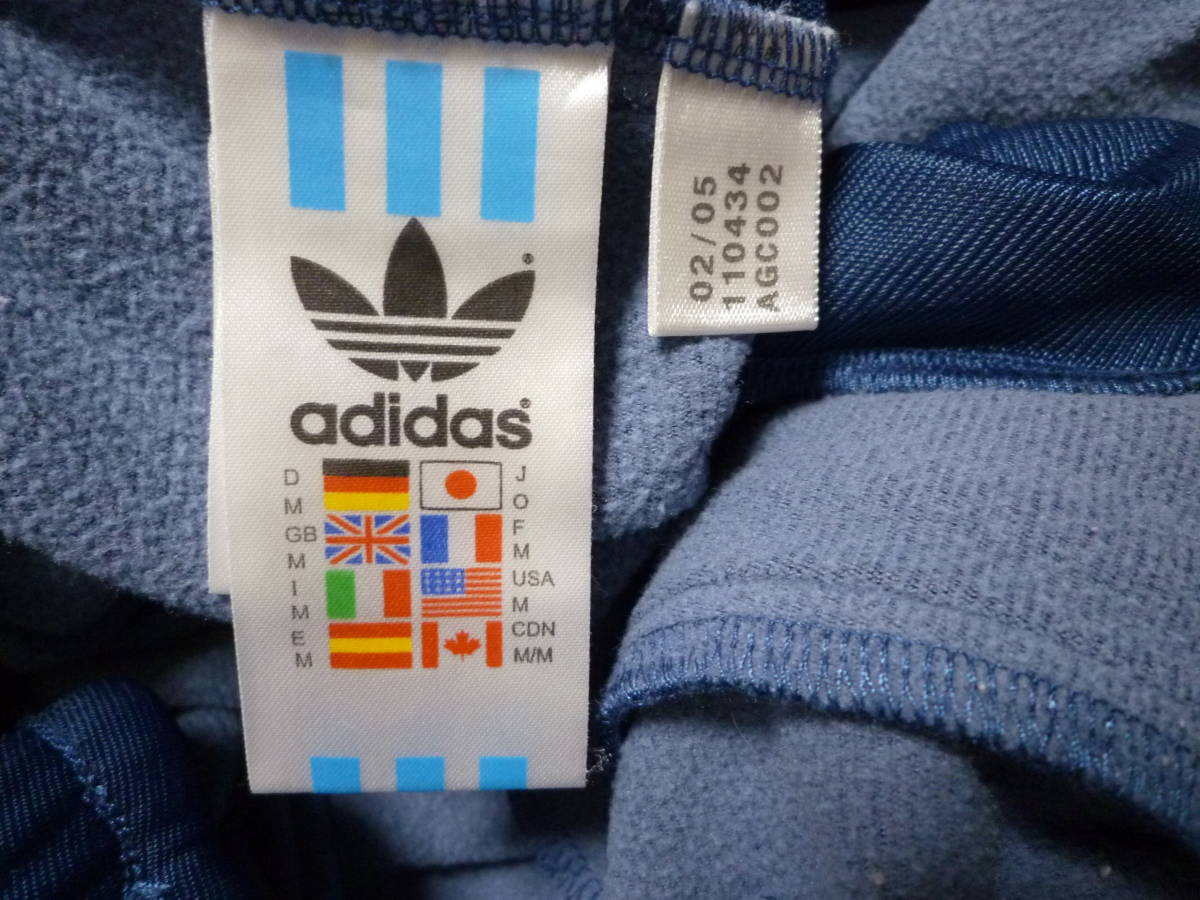 adidas®
D J
M O
GB F
M M
I USA
M M
E CDN
M M/M
02/05
110434
AGC002